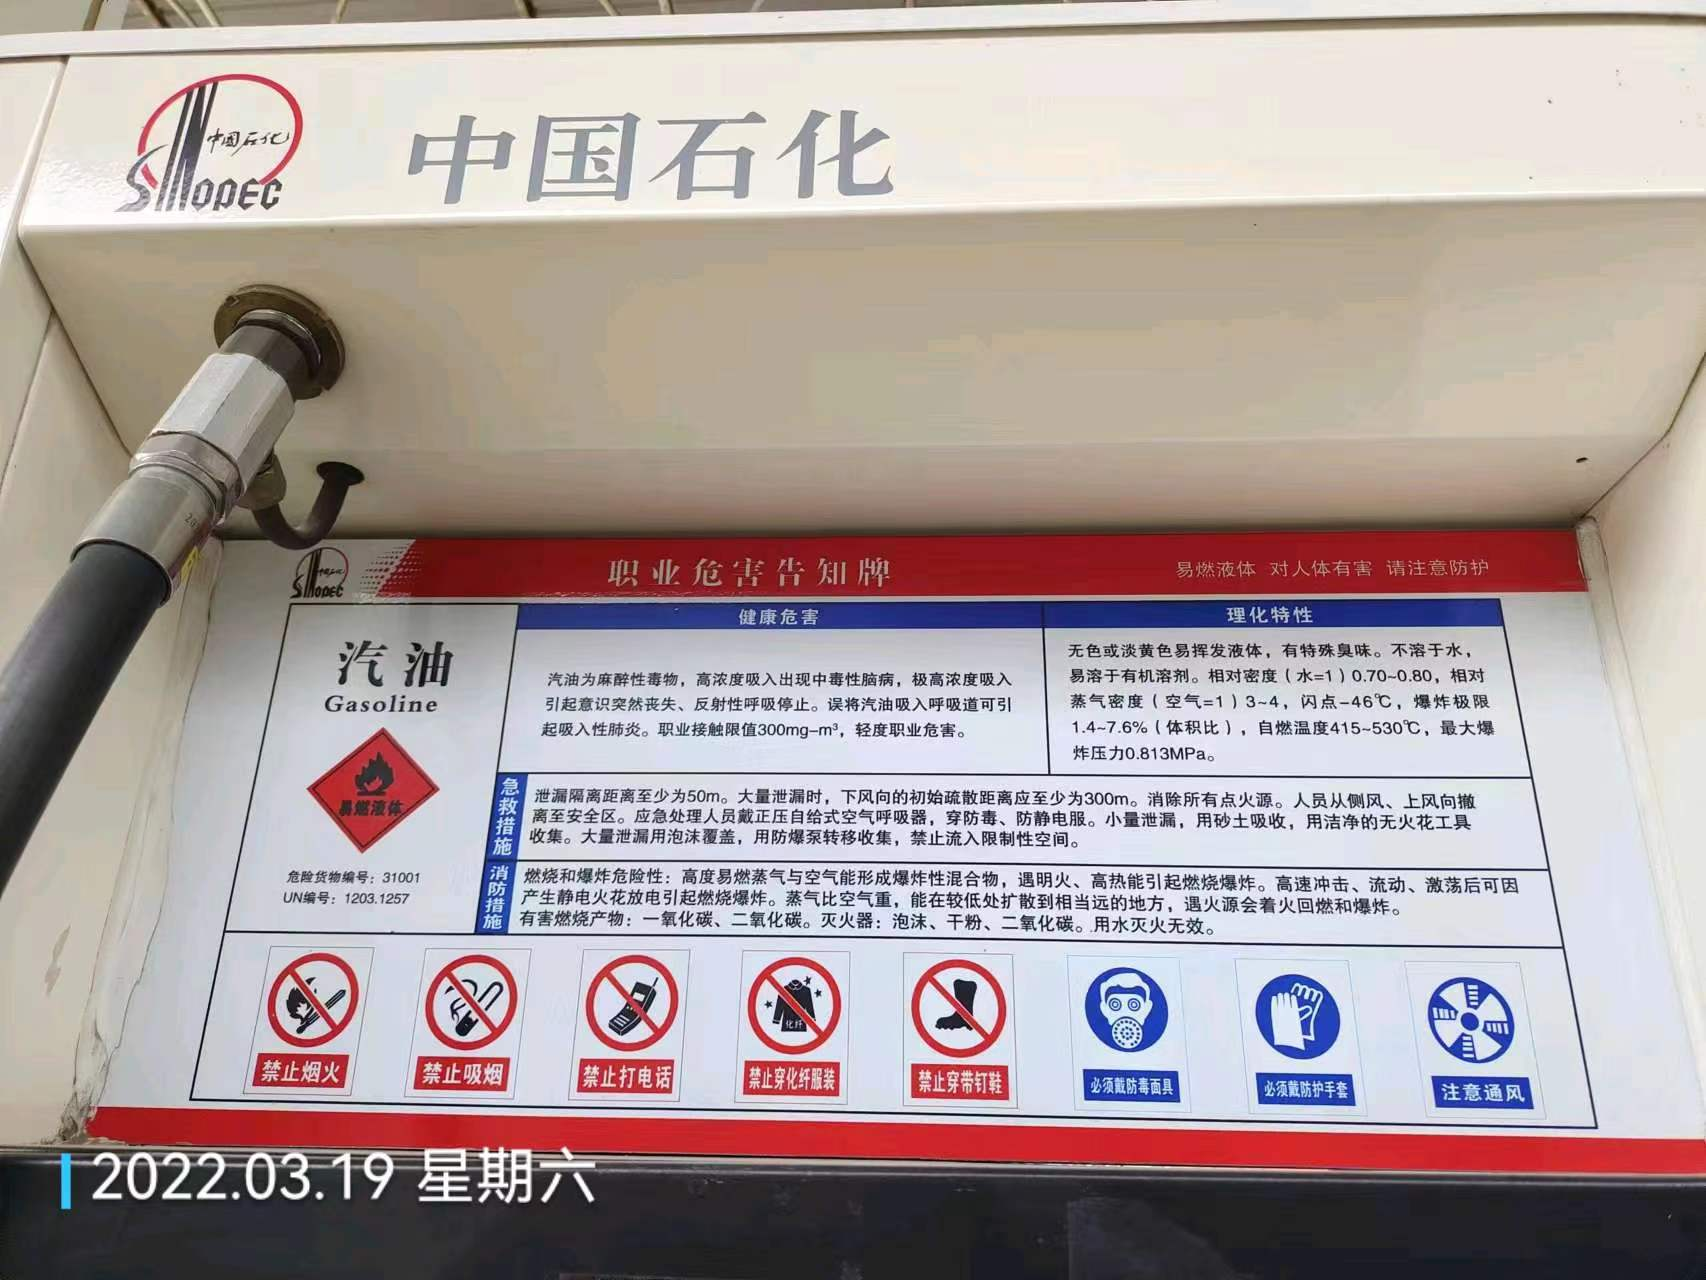 中国石化
SINOPEC
中国石化
中国石化
SINOPEC
职业危害告知牌
易燃液体 对人体有害 请注意防护
汽油
Gasoline
易燃液体
危险货物编号：31001
UN编号：1203.1257
健康危害
汽油为麻醉性毒物，高浓度吸入出现中毒性脑病，极高浓度吸入
引起意识突然丧失、反射性呼吸停止。误将汽油吸入呼吸道可引
起吸入性肺炎。职业接触限值300mg-m³，轻度职业危害。
理化特性
无色或淡黄色易挥发液体，有特殊臭味。不溶于水，
易溶于有机溶剂。相对密度（水=1）0.70~0.80，相对
蒸气密度（空气=1）3~4，闪点-46℃，爆炸极限
1.4~7.6%（体积比），自燃温度415~530℃，最大爆
炸压力0.813MPa。
急救措施
泄漏隔离距离至少为50m。大量泄漏时，下风向的初始疏散距离应至少为300m。消除所有点火源。人员从侧风、上风向撤
离至安全区。应急处理人员戴正压自给式空气呼吸器，穿防毒、防静电服。小量泄漏，用砂土吸收，用洁净的无火花工具
收集。大量泄漏用泡沫覆盖，用防爆泵转移收集，禁止流入限制性空间。
消防措施
燃烧和爆炸危险性：高度易燃蒸气与空气能形成爆炸性混合物，遇明火、高热能引起燃烧爆炸。高速冲击、流动、激荡后可因
产生静电火花放电引起燃烧爆炸。蒸气比空气重，能在较低处扩散到相当远的地方，遇火源会着火回燃和爆炸。
有害燃烧产物：一氧化碳、二氧化碳。灭火器：泡沫、干粉、二氧化碳。用水灭火无效。
化纤
禁止烟火
禁止吸烟
禁止打电话
禁止穿化纤服装
禁止穿带钉鞋
必须戴防毒面具
必须戴防护手套
注意通风
2022.03.19 星期六